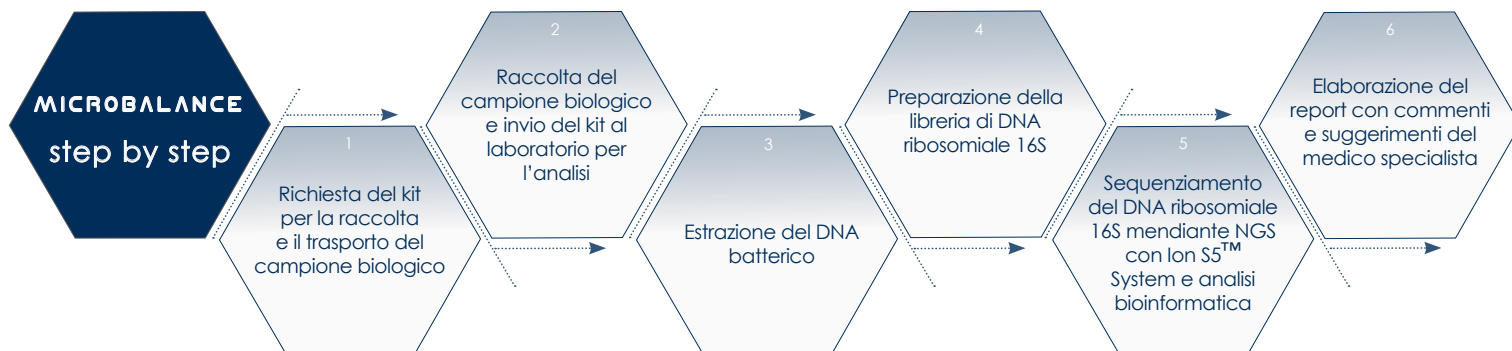 MICROBALANCE
step by step
1
Richiesta del kit
per la raccolta
e il trasporto del
campione biologico
2
Raccolta del
campione biologico
e invio del kit al
laboratorio per
l'analisi
3
Estrazione del DNA
batterico
4
Preparazione della
libreria di DNA
ribosomiale 16S
5
Sequenziamento
del DNA ribosomiale
16S mendiante NGS
con Ion S5™
System e analisi
bioinformatica
6
Elaborazione del
report con commenti
e suggerimenti del
medico specialista